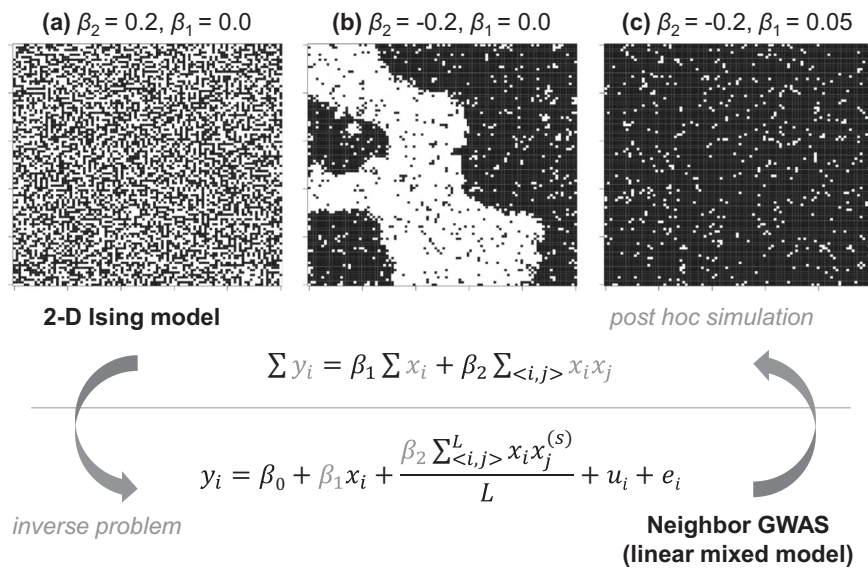 (a) β₂ = 0.2, β₁ = 0.0
(b) β₂ = -0.2, β₁ = 0.0
(c) β₂ = -0.2, β₁ = 0.05
2-D Ising model
post hoc simulation
∑ yᵢ = β₁ ∑ xᵢ + β₂ ∑<i,j> xᵢxⱼ
yᵢ = β₀ + β₁xᵢ + β₂ ∑ᴸ<i,j> xᵢxⱼ⁽ˢ⁾ / L + uᵢ + eᵢ
inverse problem
Neighbor GWAS
(linear mixed model)